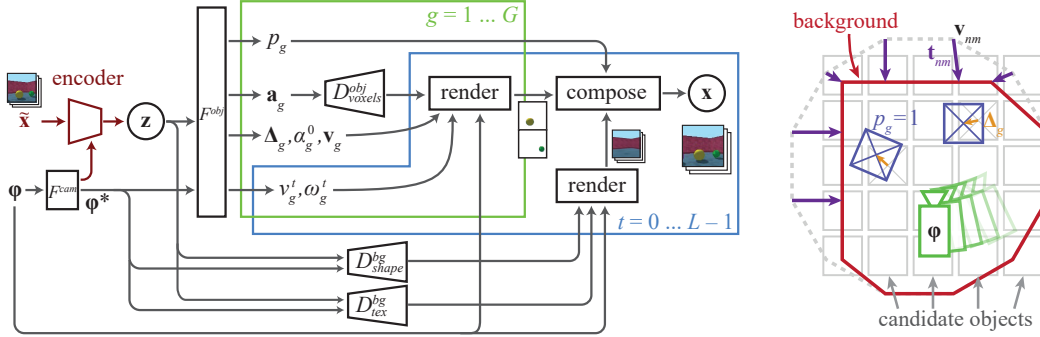 g = 1 ... G
p_g
encoder
x̃
z
F^obj
a_g
D^obj_voxels
render
compose
x
Δ_g, α_g^0, v_g
φ
F^cam
φ*
ν_g^t, ω_g^t
render
t = 0 ... L − 1
D^bg_shape
D^bg_tex
background
v_nm
t_nm
p_g = 1
Δ_g
φ
candidate objects